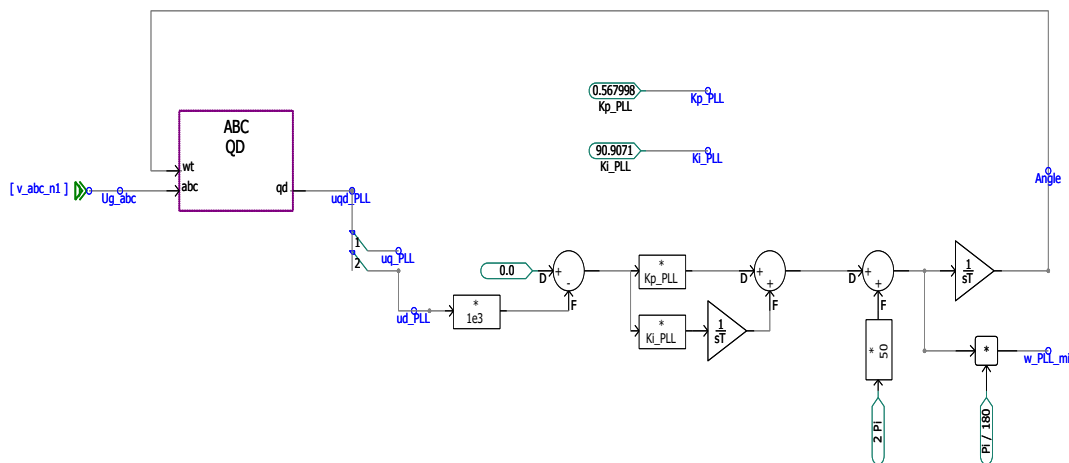 0.567998
Kp_PLL
Kp_PLL
90.9071
Ki_PLL
Ki_PLL
ABC
QD
wt
abc
qd
[ v_abc_n1 ]
Ug_abc
uqd_PLL
Angle
1
uq_PLL
2
ud_PLL
*
1e3
0.0
D
+
-
F
*
Kp_PLL
*
Ki_PLL
1
sT
D
+
+
F
D
+
+
F
*
50
2 Pi
1
sT
*
w_PLL_mi
Pi / 180